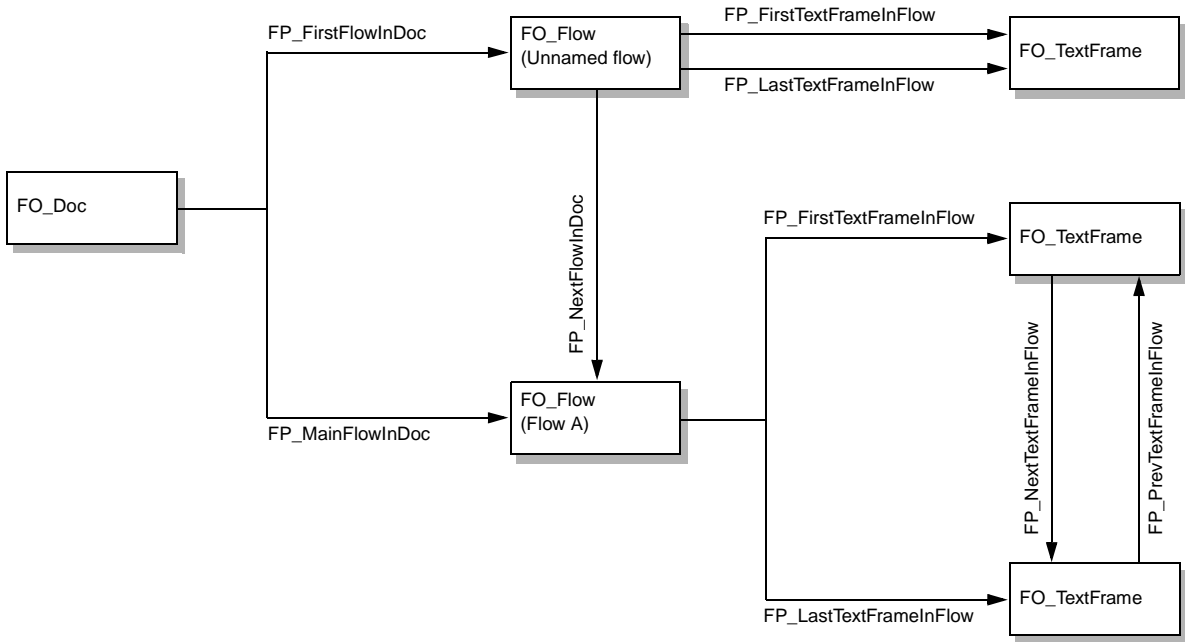 FP_FirstFlowInDoc
FO_Flow
(Unnamed flow)
FP_FirstTextFrameInFlow
FP_LastTextFrameInFlow
FO_TextFrame
FO_Doc
FP_NextFlowInDoc
FP_FirstTextFrameInFlow
FO_TextFrame
FP_MainFlowInDoc
FO_Flow
(Flow A)
FP_NextTextFrameInFlow
FP_PrevTextFrameInFlow
FP_LastTextFrameInFlow
FO_TextFrame